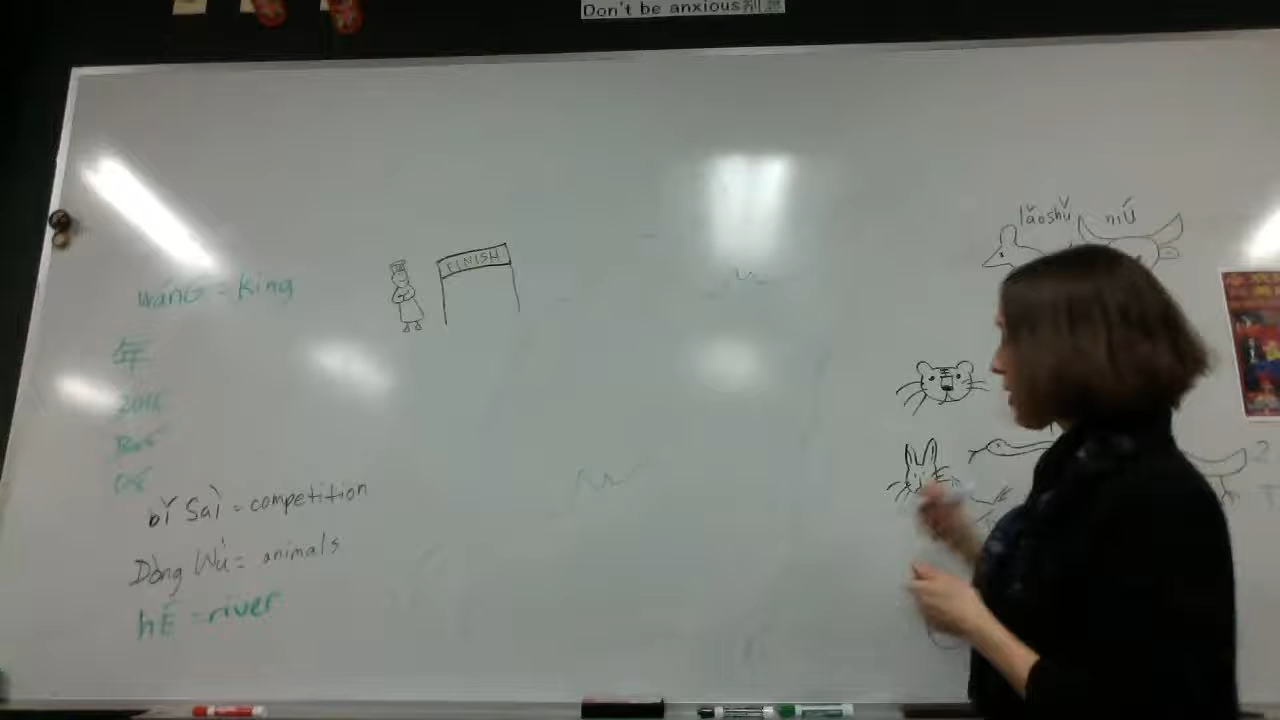 Don't be anxious别急
lǎoshǔ niú
FINISH
wáng = King
年
2016
bǐ Sài = competition
Dòng Wù = animals
hé = river